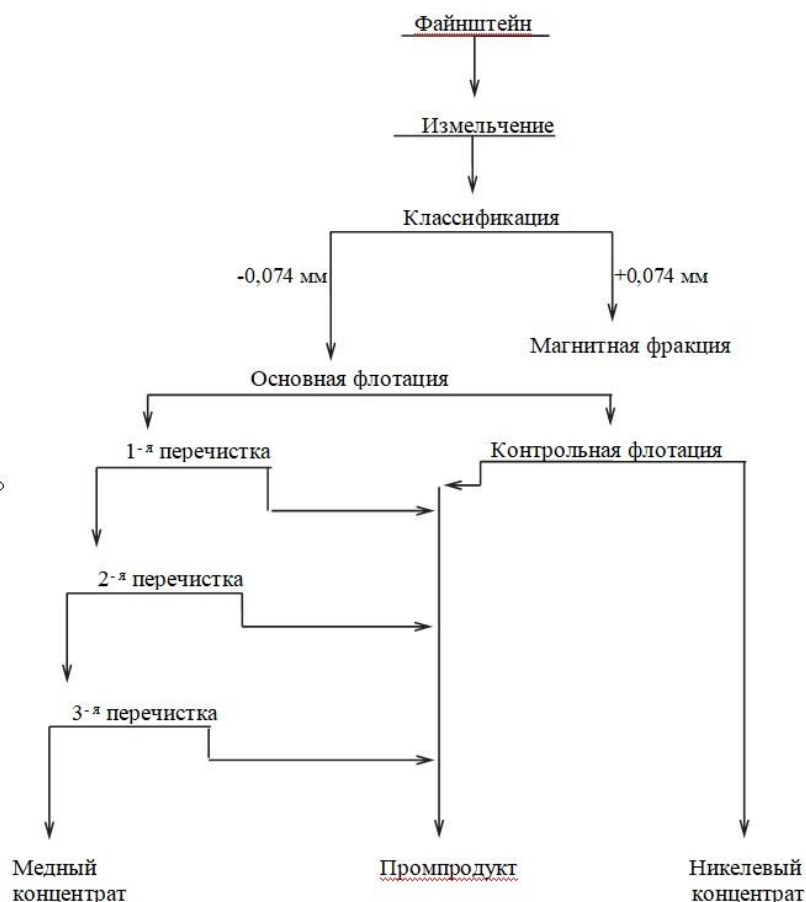 Файнштейн
Измельчение
Классификация
-0,074 мм
+0,074 мм
Магнитная фракция
Основная флотация
1-я перечистка
Контрольная флотация
2-я перечистка
3-я перечистка
Медный
концентрат
Промпродукт
Никелевый
концентрат